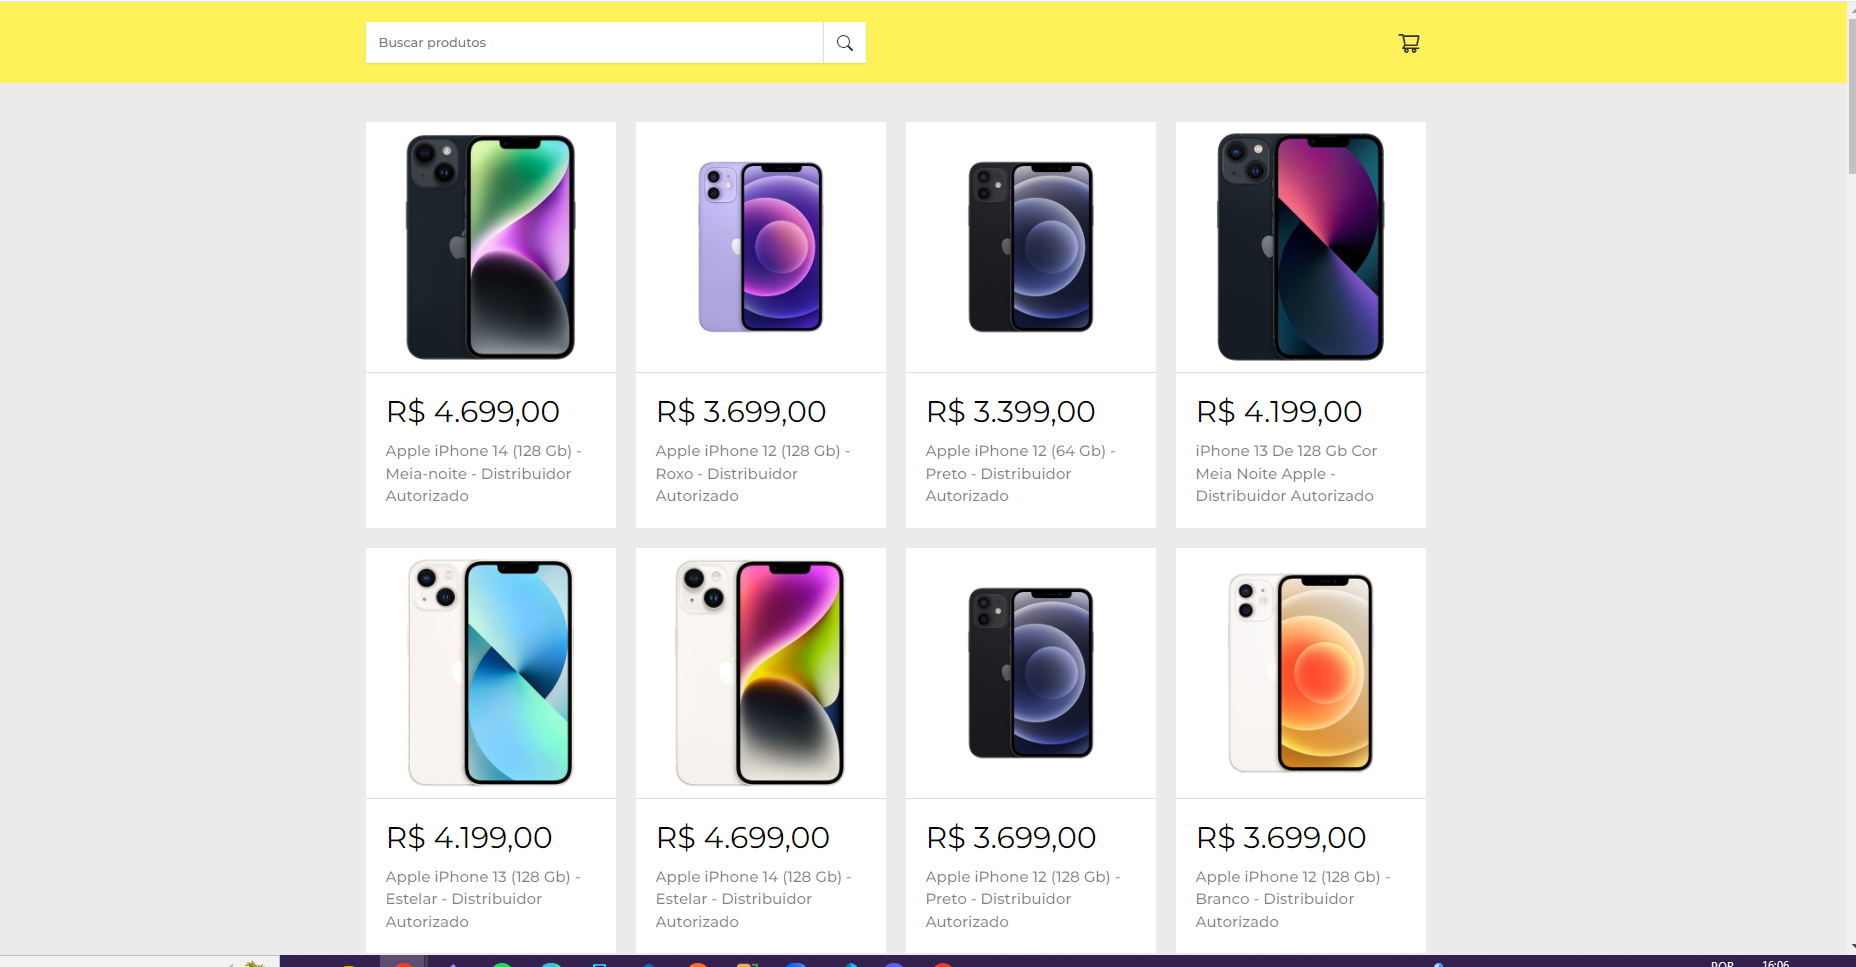 Buscar produtos
R$ 4.699,00
Apple iPhone 14 (128 Gb) -
Meia-noite - Distribuidor
Autorizado
R$ 3.699,00
Apple iPhone 12 (128 Gb) -
Roxo - Distribuidor
Autorizado
R$ 3.399,00
Apple iPhone 12 (64 Gb) -
Preto - Distribuidor
Autorizado
R$ 4.199,00
iPhone 13 De 128 Gb Cor
Meia Noite Apple -
Distribuidor Autorizado
R$ 4.199,00
Apple iPhone 13 (128 Gb) -
Estelar - Distribuidor
Autorizado
R$ 4.699,00
Apple iPhone 14 (128 Gb) -
Estelar - Distribuidor
Autorizado
R$ 3.699,00
Apple iPhone 12 (128 Gb) -
Preto - Distribuidor
Autorizado
R$ 3.699,00
Apple iPhone 12 (128 Gb) -
Branco - Distribuidor
Autorizado
POR
16:06